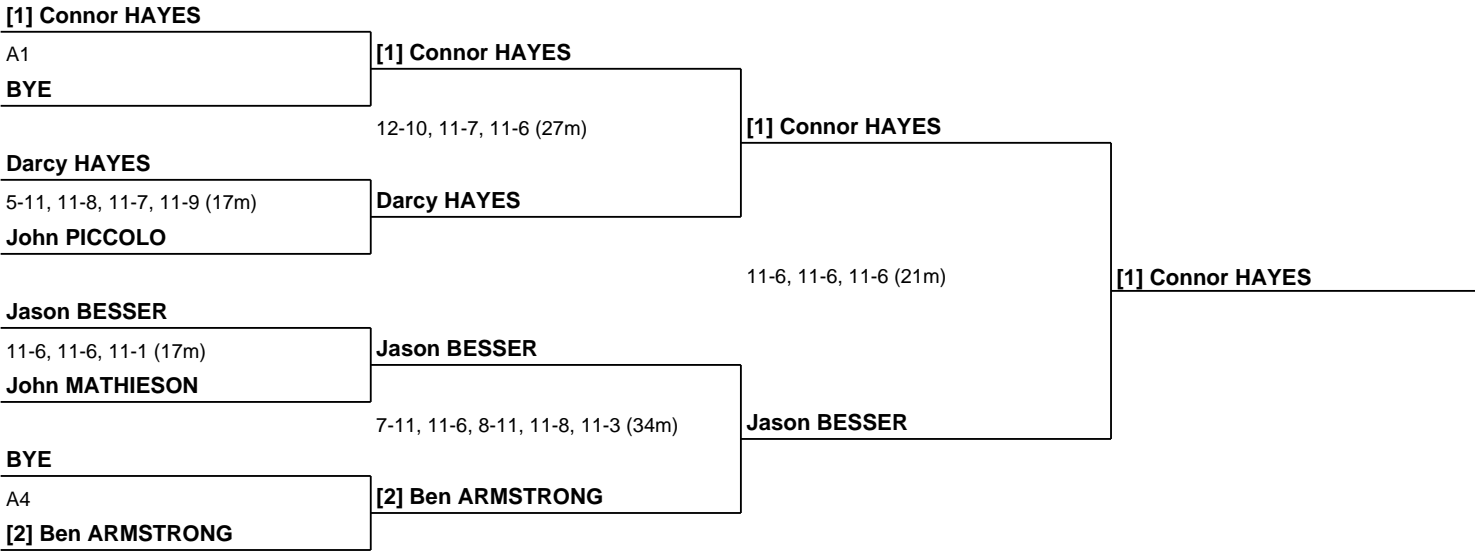 [1] Connor HAYES
A1
BYE
[1] Connor HAYES
12-10, 11-7, 11-6 (27m)
Darcy HAYES
5-11, 11-8, 11-7, 11-9 (17m)
John PICCOLO
Darcy HAYES
[1] Connor HAYES
11-6, 11-6, 11-6 (21m)
[1] Connor HAYES
Jason BESSER
11-6, 11-6, 11-1 (17m)
John MATHIESON
Jason BESSER
7-11, 11-6, 8-11, 11-8, 11-3 (34m)
Jason BESSER
BYE
A4
[2] Ben ARMSTRONG
[2] Ben ARMSTRONG